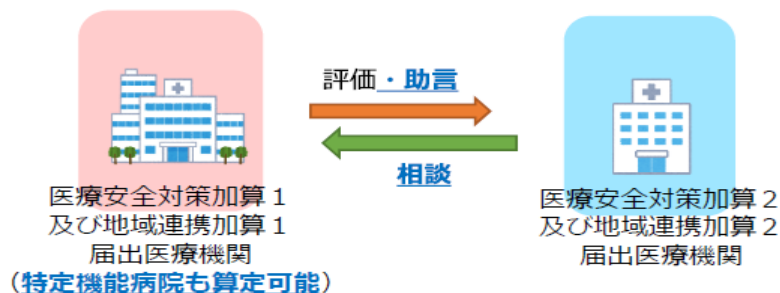 評価・助言
相談
医療安全対策加算１
及び地域連携加算１
届出医療機関
（特定機能病院も算定可能）
医療安全対策加算２
及び地域連携加算２
届出医療機関